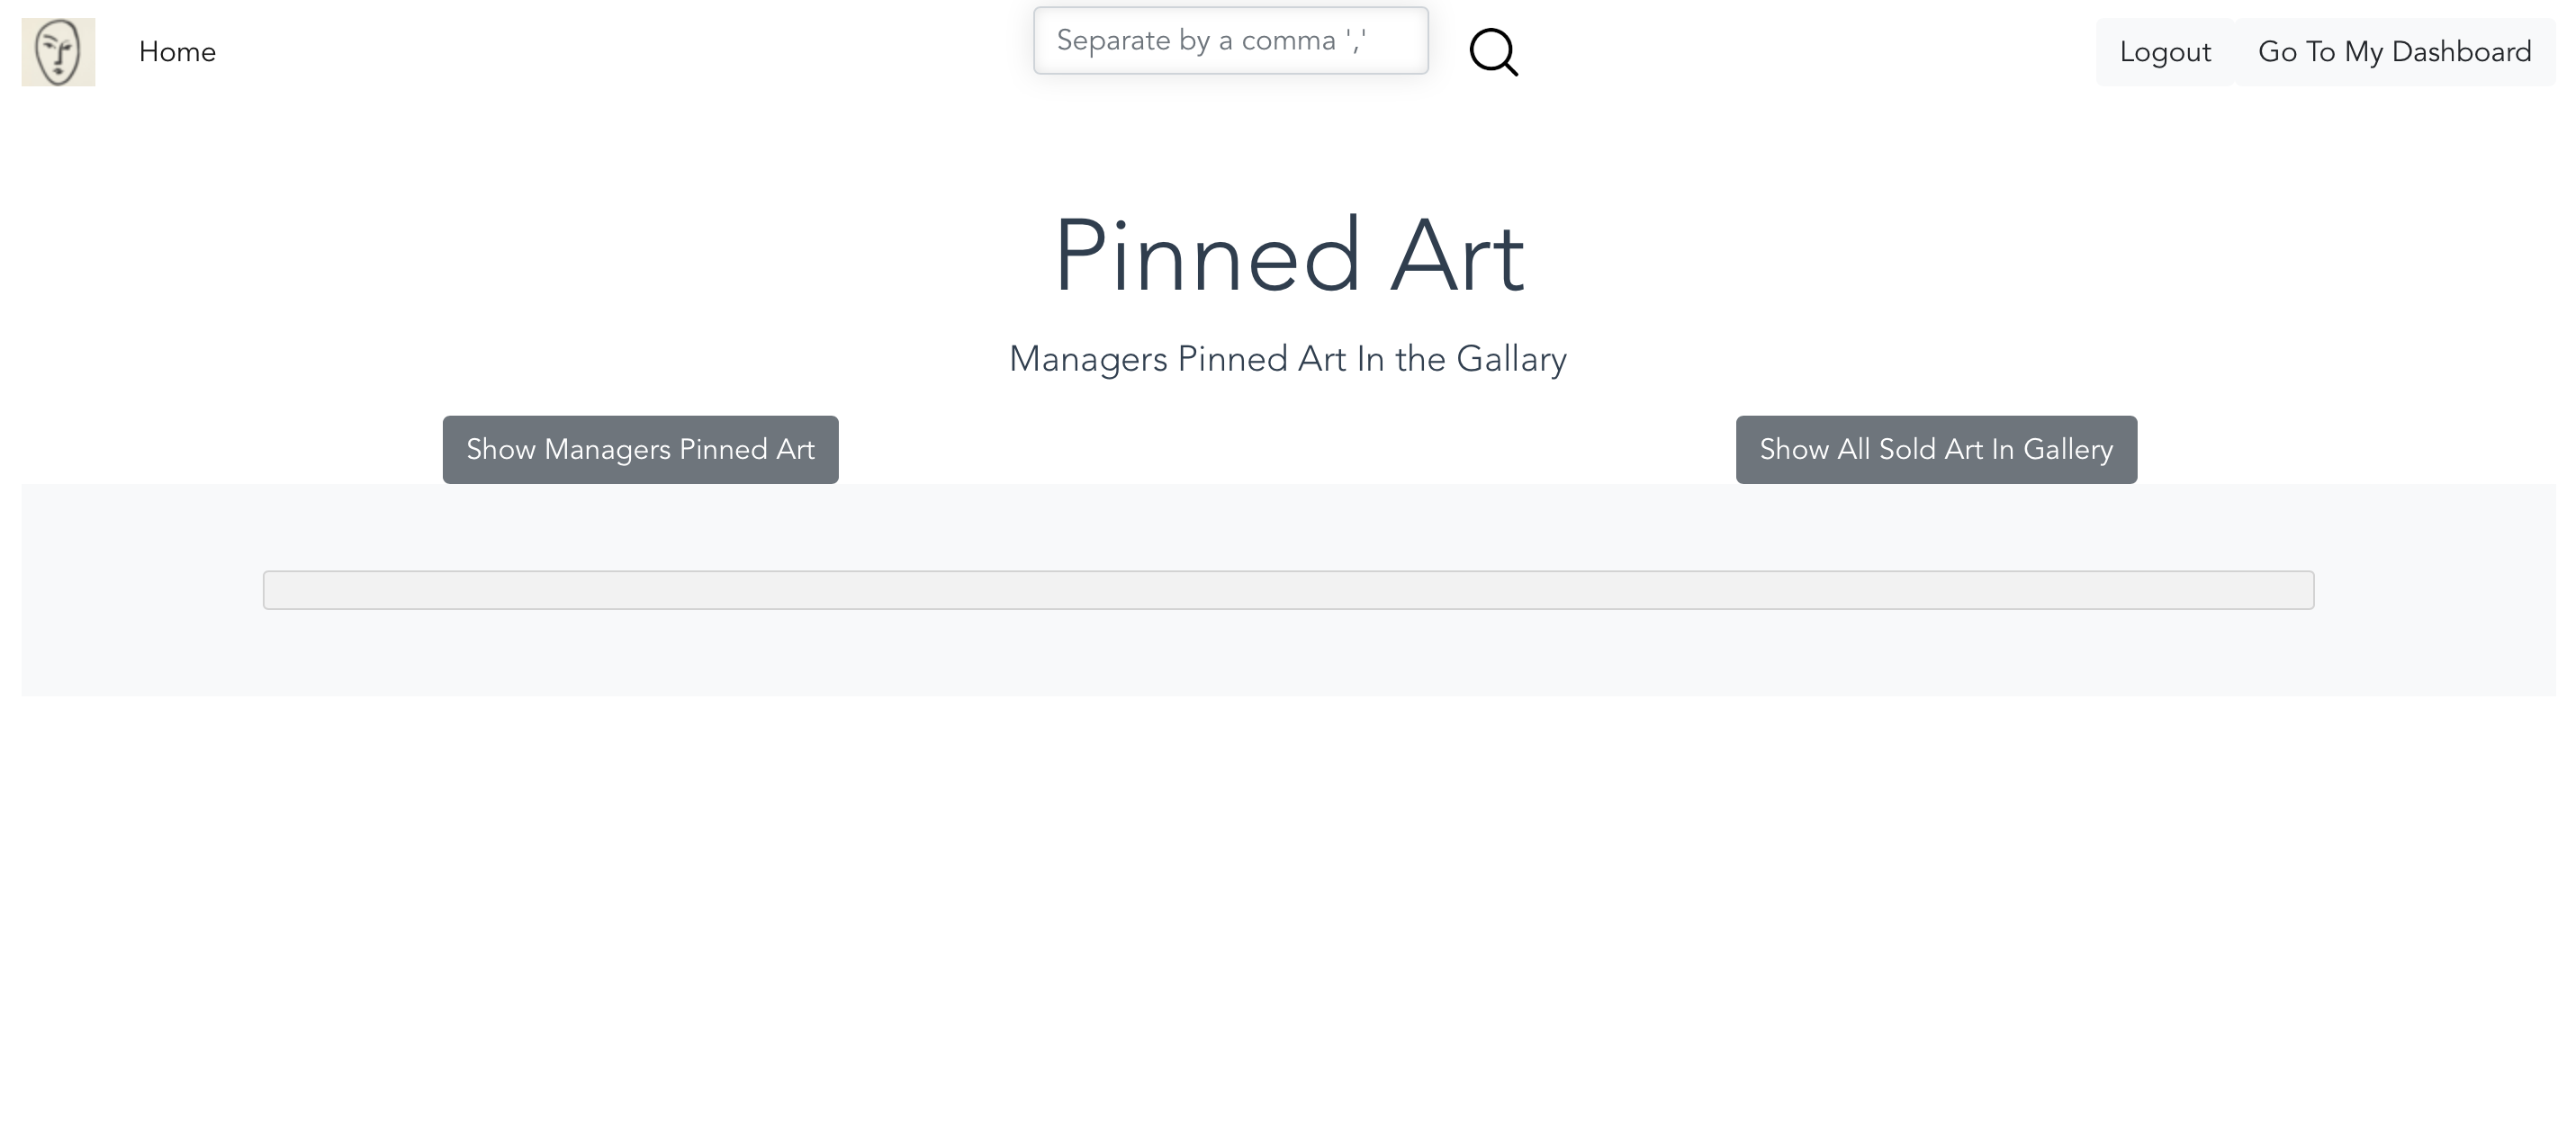 Home
Separate by a comma ','
Logout
Go To My Dashboard
Pinned Art
Managers Pinned Art In the Gallary
Show Managers Pinned Art
Show All Sold Art In Gallery